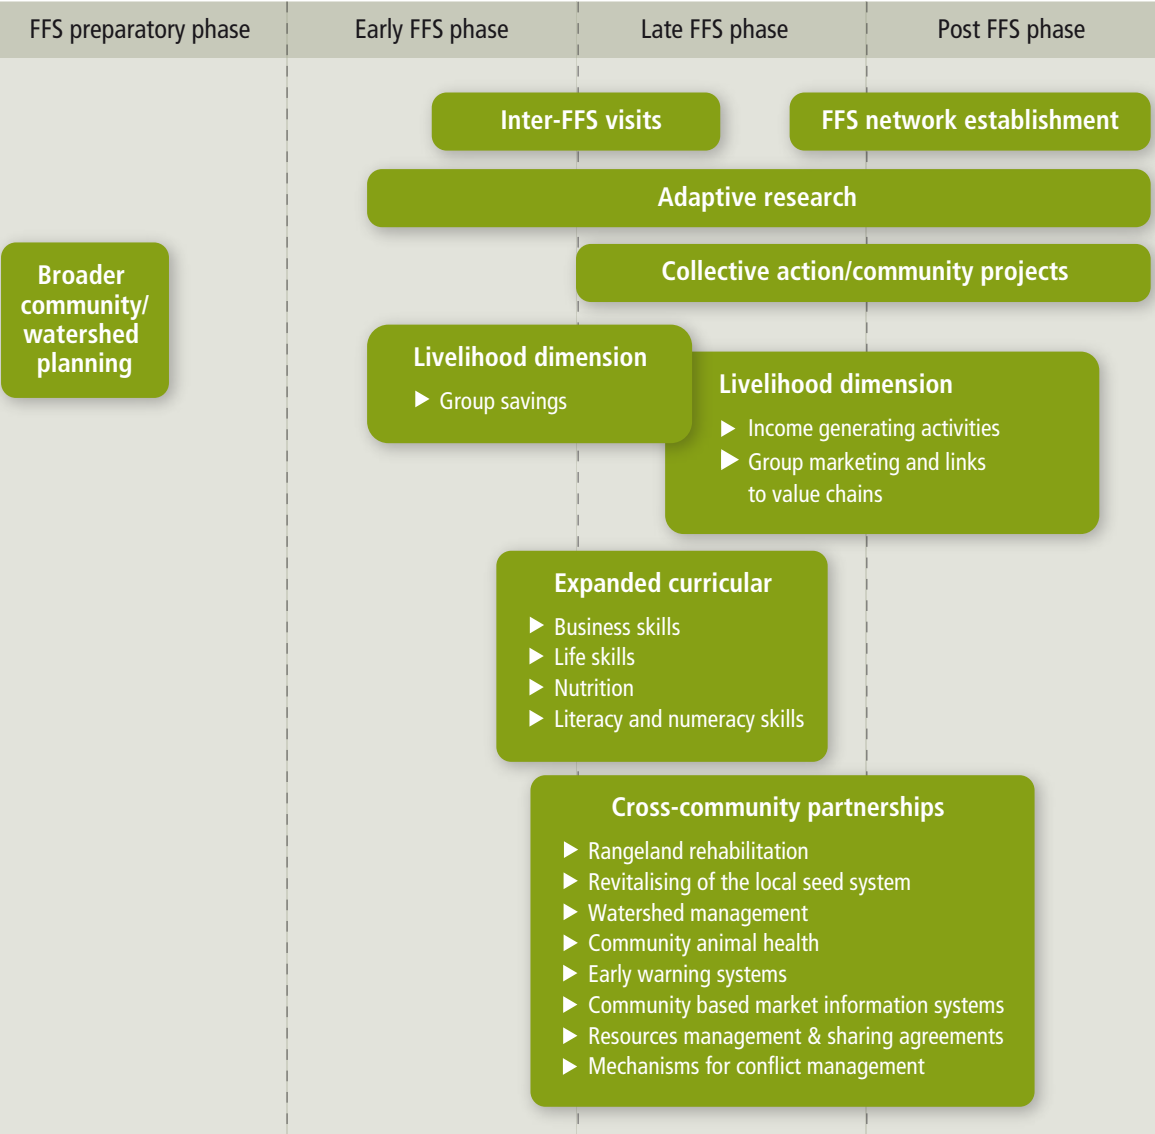 FFS preparatory phase
Early FFS phase
Late FFS phase
Post FFS phase
Inter-FFS visits
FFS network establishment
Adaptive research
Collective action/community projects
Broader
community/
watershed
planning
Livelihood dimension
Group savings
Livelihood dimension
Income generating activities
Group marketing and links
to value chains
Expanded curricular
Business skills
Life skills
Nutrition
Literacy and numeracy skills
Cross-community partnerships
Rangeland rehabilitation
Revitalising of the local seed system
Watershed management
Community animal health
Early warning systems
Community based market information systems
Resources management & sharing agreements
Mechanisms for conflict management